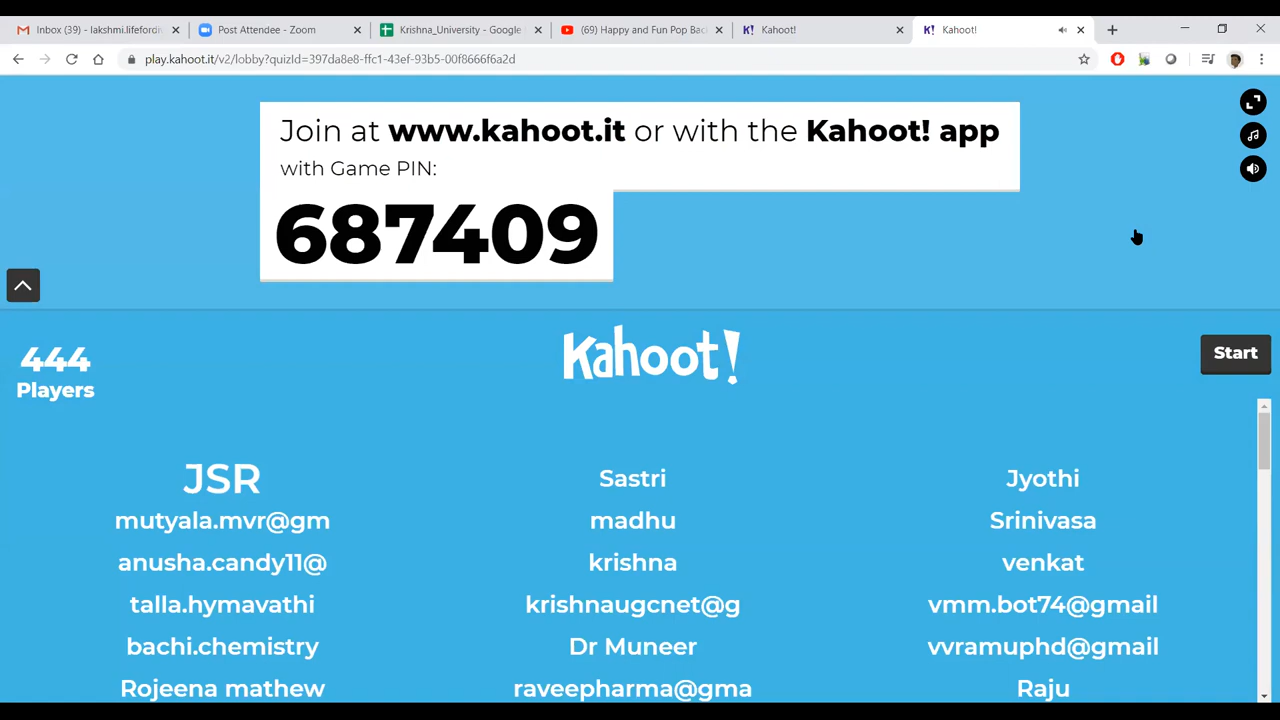 Inbox (39) - lakshmi.lifefordiv
Post Attendee - Zoom
Krishna_University - Google
(69) Happy and Fun Pop Bac
Kahoot!
Kahoot!
play.kahoot.it/v2/lobby?quizId=397da8e8-ffc1-43ef-93b5-00f8666f6a2d
Join at www.kahoot.it or with the Kahoot! app
with Game PIN:
687409
444
Players
Kahoot!
Start
JSR Sastri Jyothi
mutyala.mvr@gm madhu Srinivasa
anusha.candy11@ krishna venkat
talla.hymavathi krishnaugcnet@g vmm.bot74@gmail
bachi.chemistry Dr Muneer vvramuphd@gmail
Rojeena mathew raveepharma@gma Raju